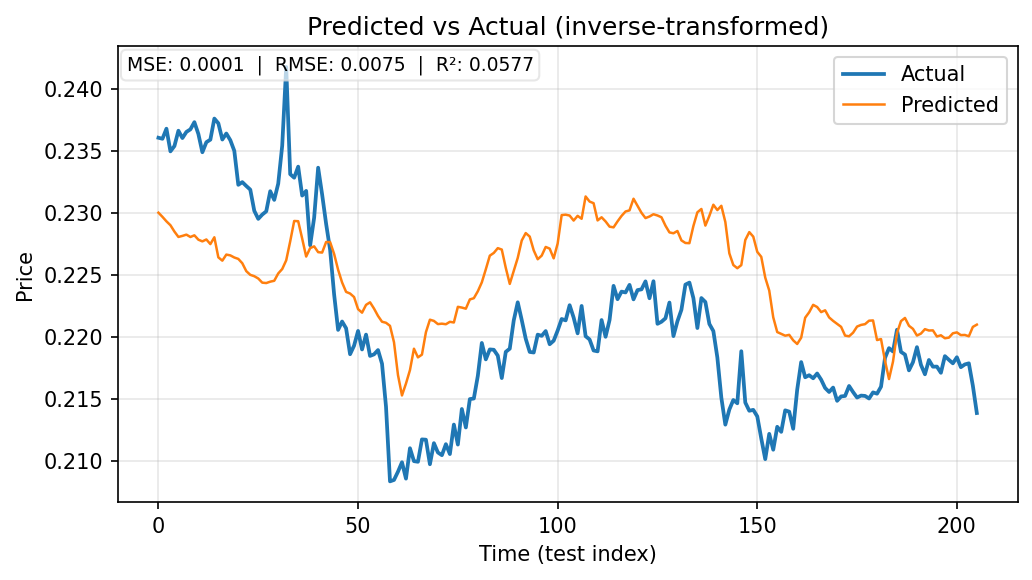 Predicted vs Actual (inverse-transformed)
MSE: 0.0001 | RMSE: 0.0075 | R²: 0.0577
Actual
Predicted
0.240
0.235
0.230
0.225
0.220
0.215
0.210
Price
0 50 100 150 200
Time (test index)